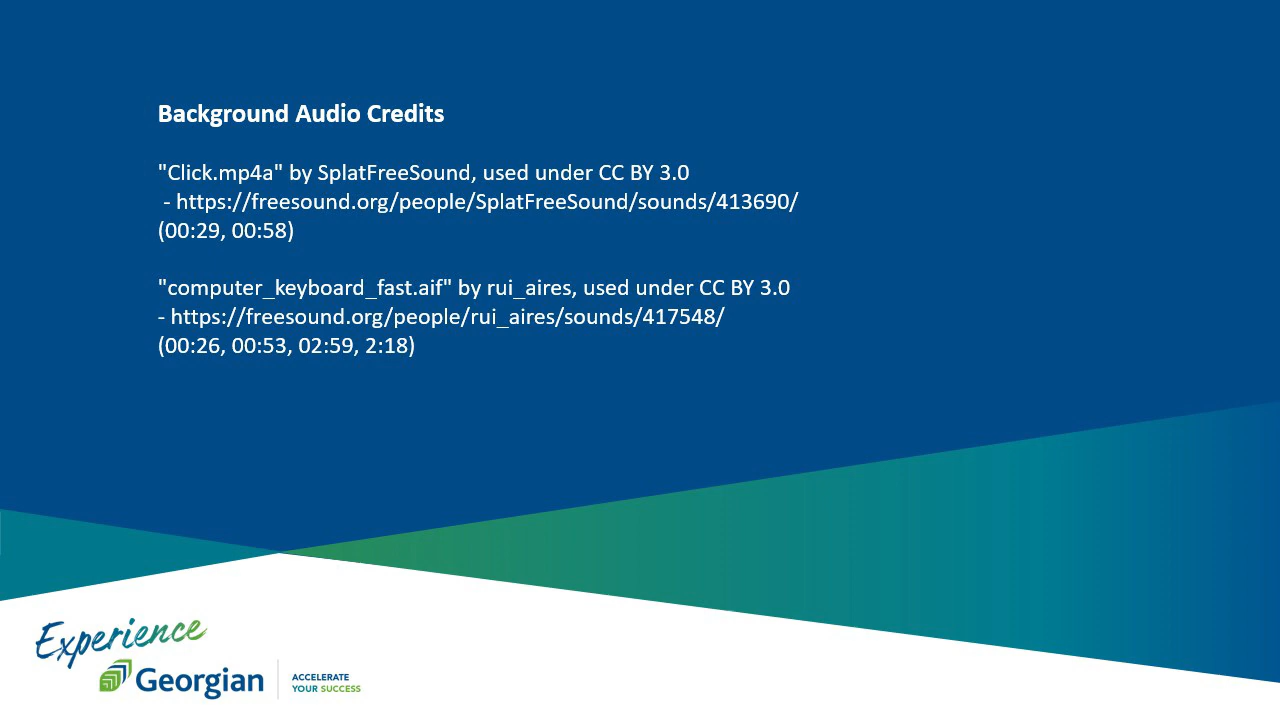 Background Audio Credits
"Click.mp4a" by SplatFreeSound, used under CC BY 3.0
- https://freesound.org/people/SplatFreeSound/sounds/413690/
(00:29, 00:58)
"computer_keyboard_fast.aif" by rui_aires, used under CC BY 3.0
- https://freesound.org/people/rui_aires/sounds/417548/
(00:26, 00:53, 02:59, 2:18)
Experience
Georgian
ACCELERATE
YOUR SUCCESS